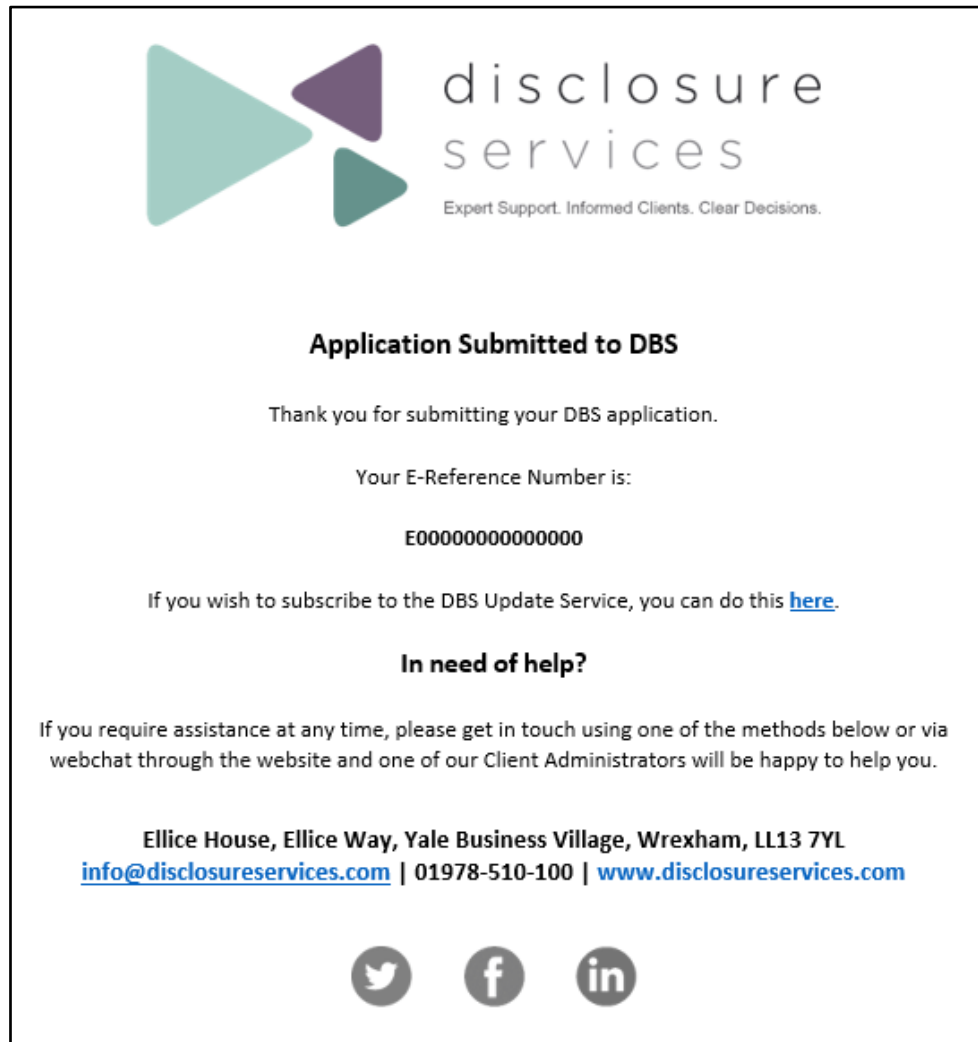 disclosure
services
Expert Support. Informed Clients. Clear Decisions.
Application Submitted to DBS
Thank you for submitting your DBS application.
Your E-Reference Number is:
E00000000000000
If you wish to subscribe to the DBS Update Service, you can do this here.
In need of help?
If you require assistance at any time, please get in touch using one of the methods below or via
webchat through the website and one of our Client Administrators will be happy to help you.
Ellice House, Ellice Way, Yale Business Village, Wrexham, LL13 7YL
info@disclosureservices.com | 01978-510-100 | www.disclosureservices.com
f in